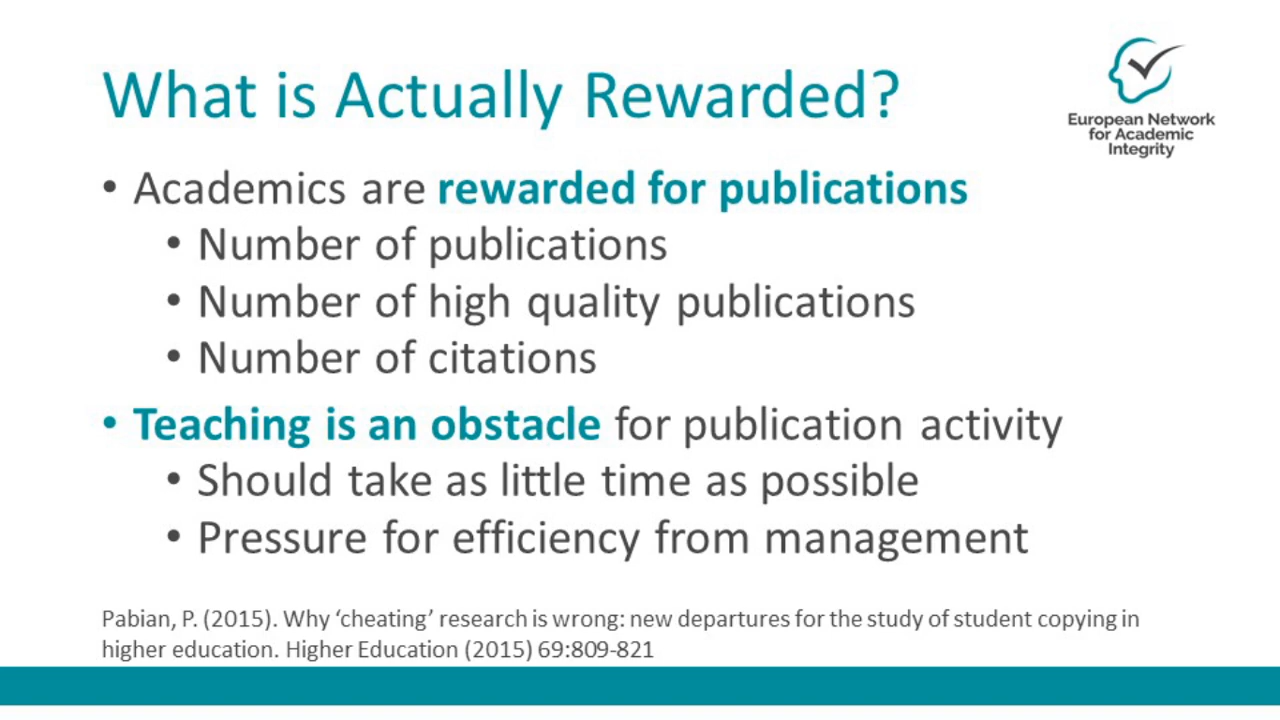 What is Actually Rewarded?
European Network
for Academic
Integrity
• Academics are rewarded for publications
• Number of publications
• Number of high quality publications
• Number of citations
• Teaching is an obstacle for publication activity
• Should take as little time as possible
• Pressure for efficiency from management
Pabian, P. (2015). Why ‘cheating’ research is wrong: new departures for the study of student copying in
higher education. Higher Education (2015) 69:809-821